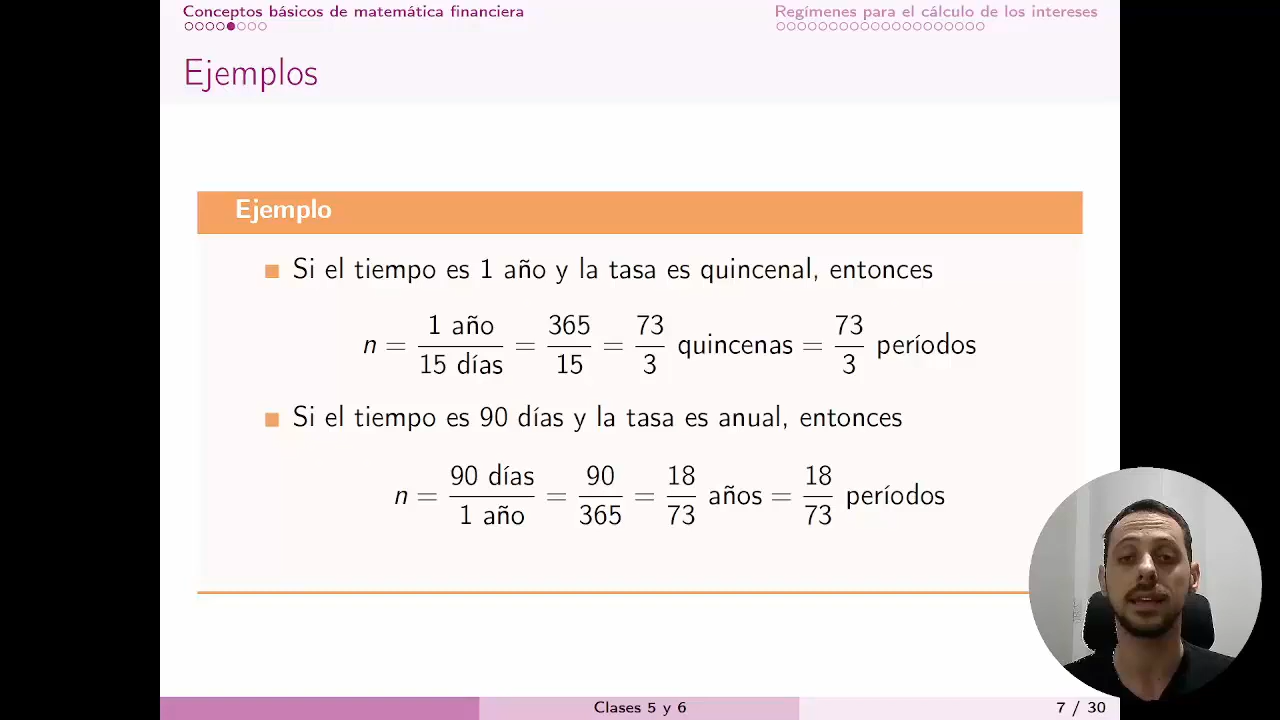 Conceptos básicos de matemática financiera
Regímenes para el cálculo de los intereses
Ejemplos
Ejemplo
Si el tiempo es 1 año y la tasa es quincenal, entonces
n = 1 año / 15 días = 365 / 15 = 73 / 3 quincenas = 73 / 3 períodos
Si el tiempo es 90 días y la tasa es anual, entonces
n = 90 días / 1 año = 90 / 365 = 18 / 73 años = 18 / 73 períodos
Clases 5 y 6
7 / 30